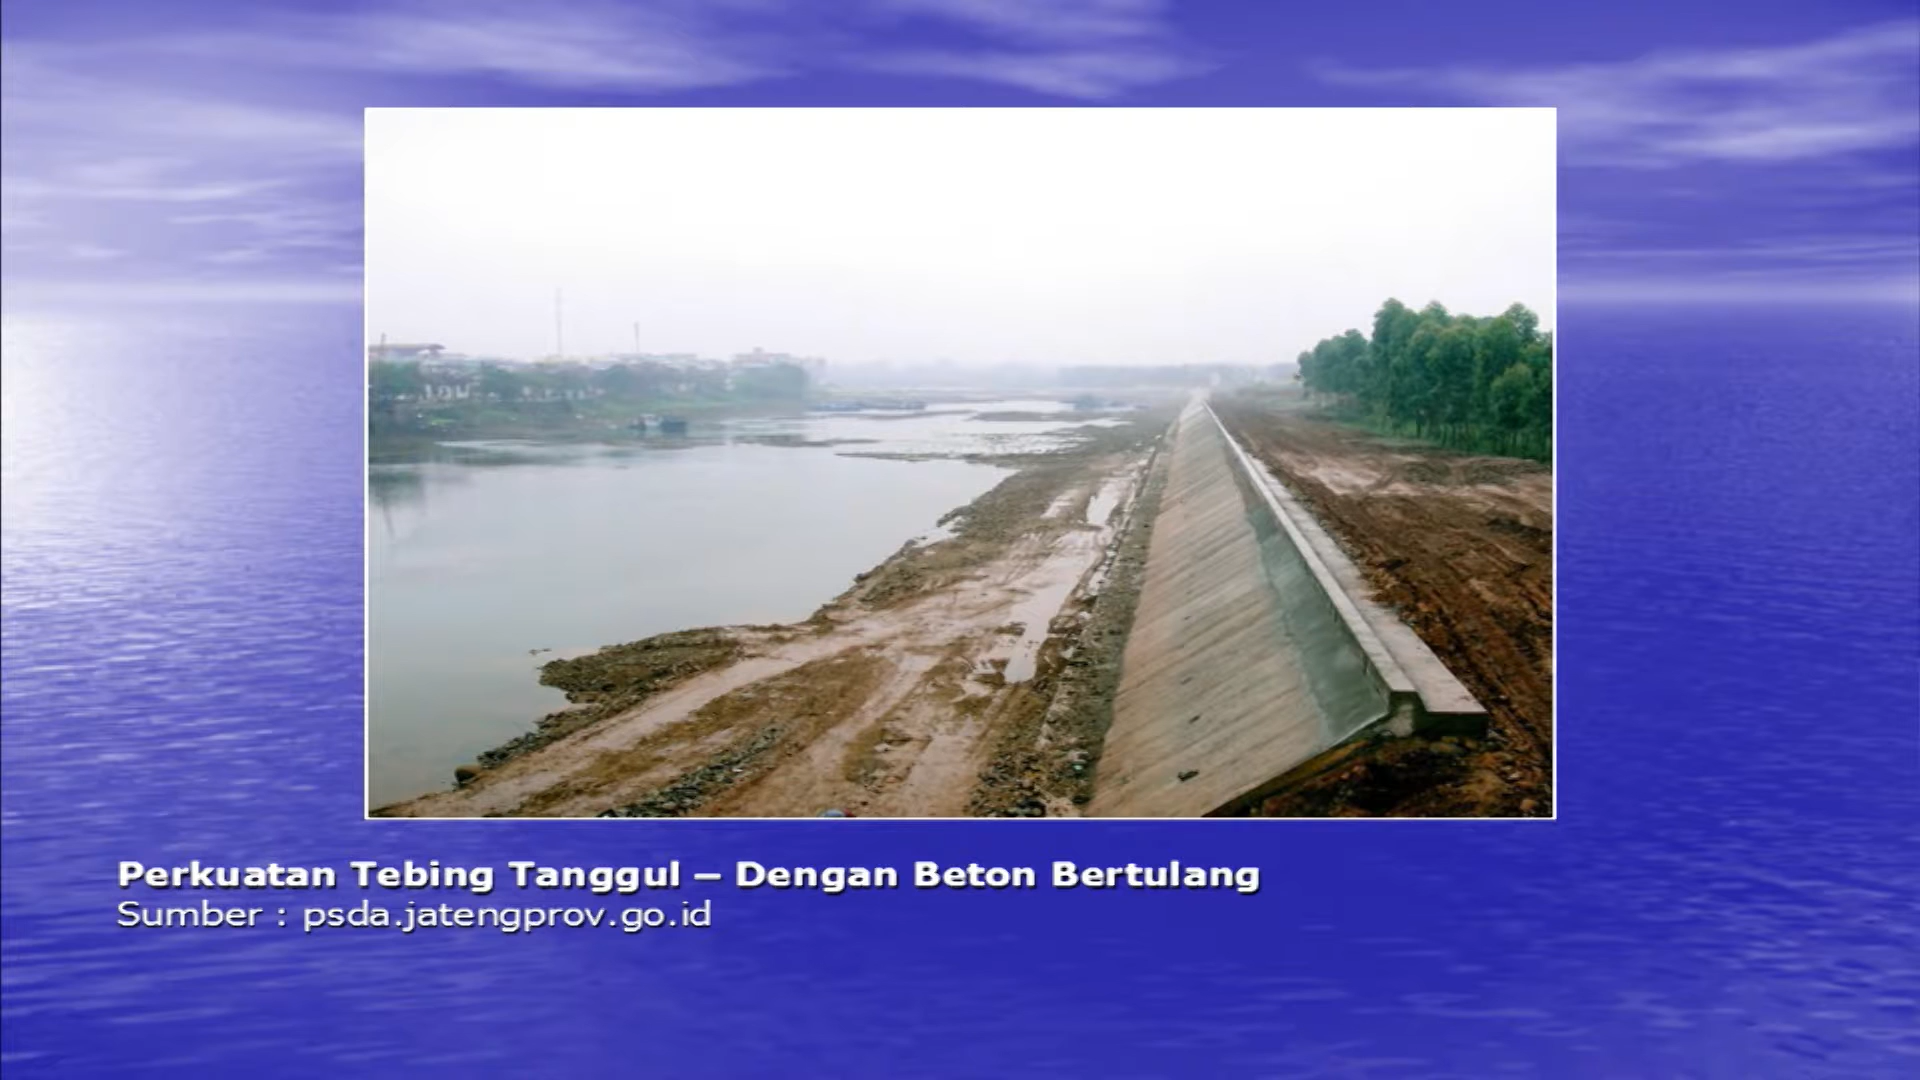 Perkuatan Tebing Tanggul – Dengan Beton Bertulang
Sumber : psda.jatengprov.go.id